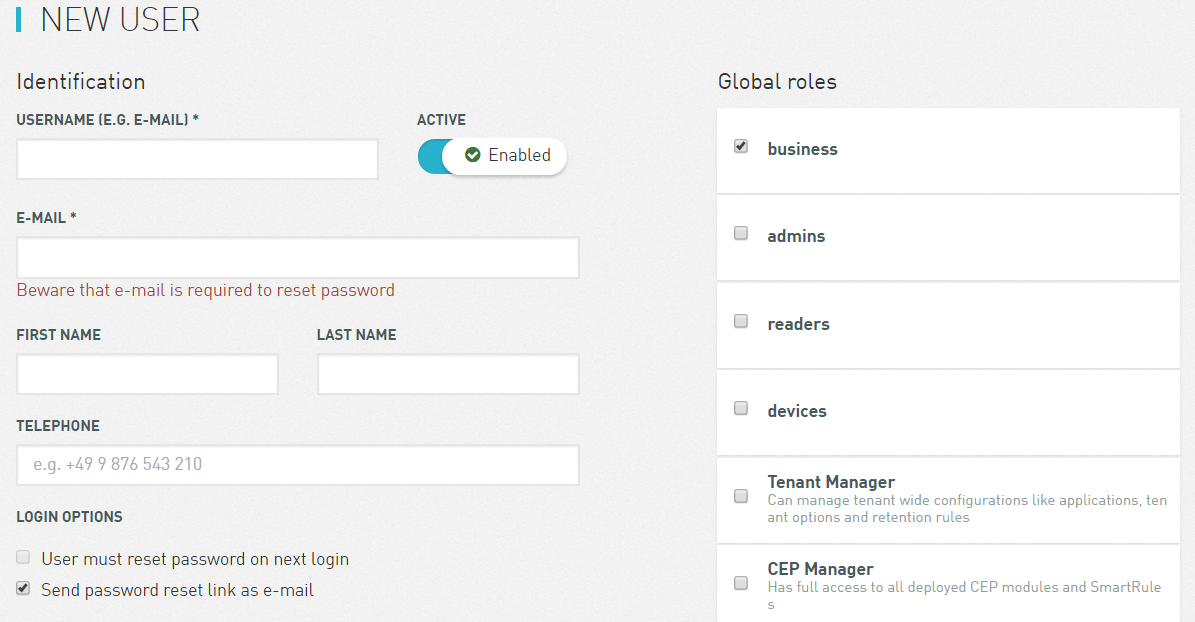 NEW USER
Identification
USERNAME (E.G. E-MAIL) *
ACTIVE
Enabled
E-MAIL *
Beware that e-mail is required to reset password
FIRST NAME
LAST NAME
TELEPHONE
e.g. +49 9 876 543 210
LOGIN OPTIONS
User must reset password on next login
Send password reset link as e-mail
Global roles
business
admins
readers
devices
Tenant Manager
Can manage tenant wide configurations like applications, ten
ant options and retention rules
CEP Manager
Has full access to all deployed CEP modules and SmartRule
s